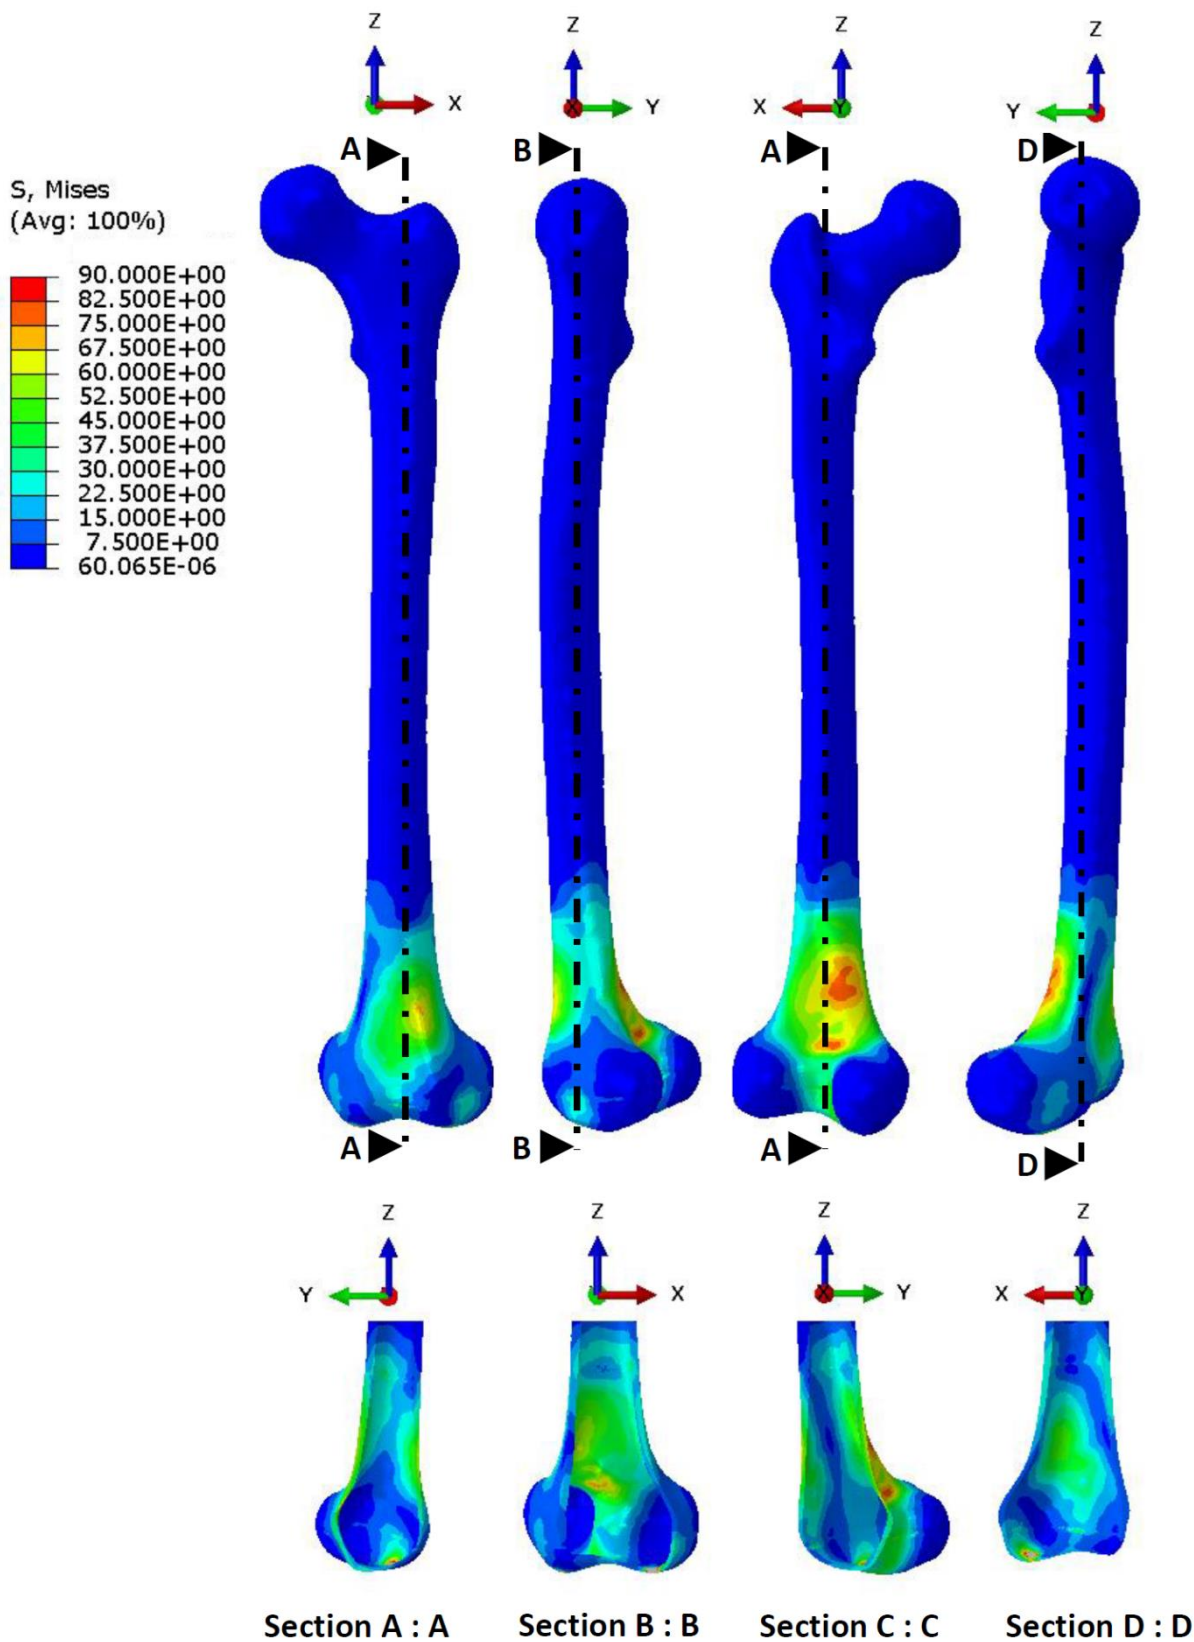 Z Z Z Z
X Y X Y X Y
A B A D
S, Mises
(Avg: 100%)
90.000E+00
82.500E+00
75.000E+00
67.500E+00
60.000E+00
52.500E+00
45.000E+00
37.500E+00
30.000E+00
22.500E+00
15.000E+00
7.500E+00
60.065E-06
A B A D
Z Z Z Z
Y X X Y X Y
Section A : A Section B : B Section C : C Section D : D